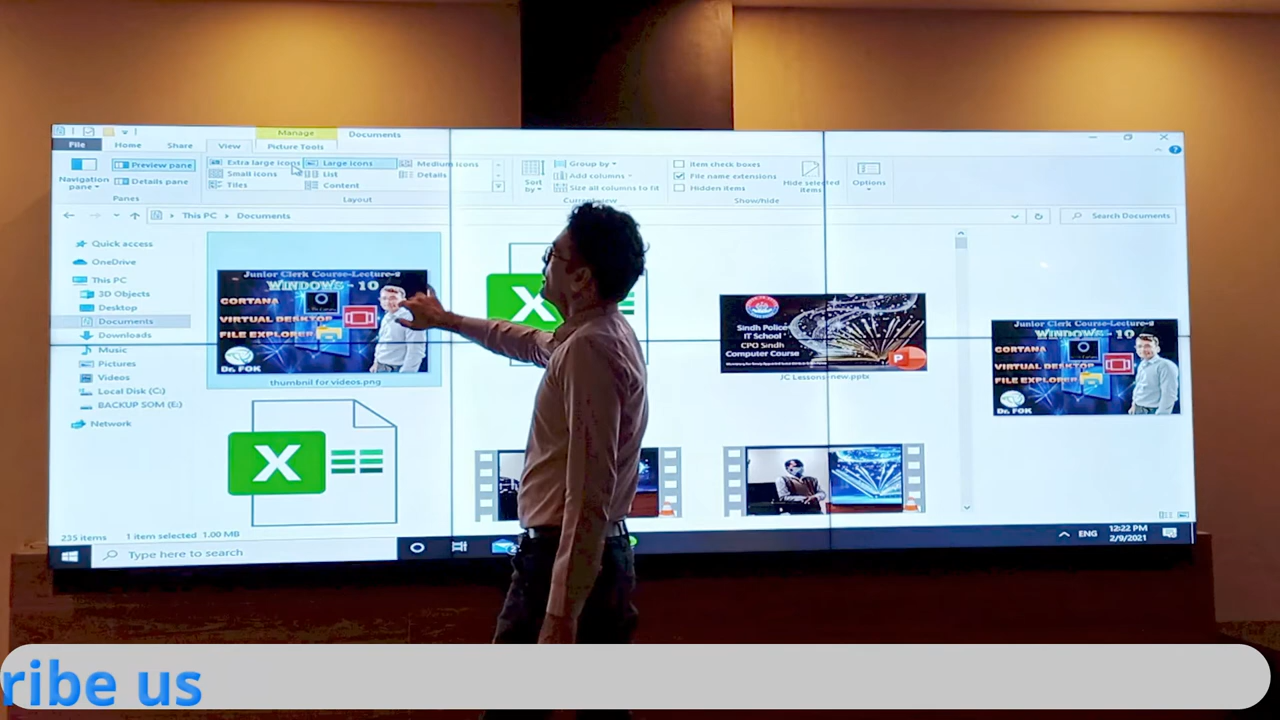 Manage
Documents
File
Home
Share
View
Picture Tools
Navigation
pane
Preview pane
Details pane
Panes
Extra large icons
Large icons
Medium icons
Small icons
List
Details
Tiles
Content
Layout
Sort
by
Group by
Add columns
Size all columns to fit
Current view
Item check boxes
File name extensions
Hidden items
Hide selected
items
Show/hide
Options
This PC
Documents
Search Documents
Quick access
OneDrive
This PC
3D Objects
Desktop
Documents
Downloads
Music
Pictures
Videos
Local Disk (C:)
BACKUP SOM (E:)
Network
Junior Clerk Course-Lecture-s
WINDOWS - 10
CORTANA
VIRTUAL DESKTOP
FILE EXPLORER
Dr. FOK
thumbnil for videos.png
X
X
Sindh Police
IT School
CPO Sindh
Computer Course
P
JC Lessons-new.pptx
Junior Clerk Course-Lecture-s
WINDOWS - 10
CORTANA
VIRTUAL DESKTOP
FILE EXPLORER
Dr. FOK
235 items
1 item selected 1.00 MB
Type here to search
ENG
12:22 PM
2/9/2021
ribe us